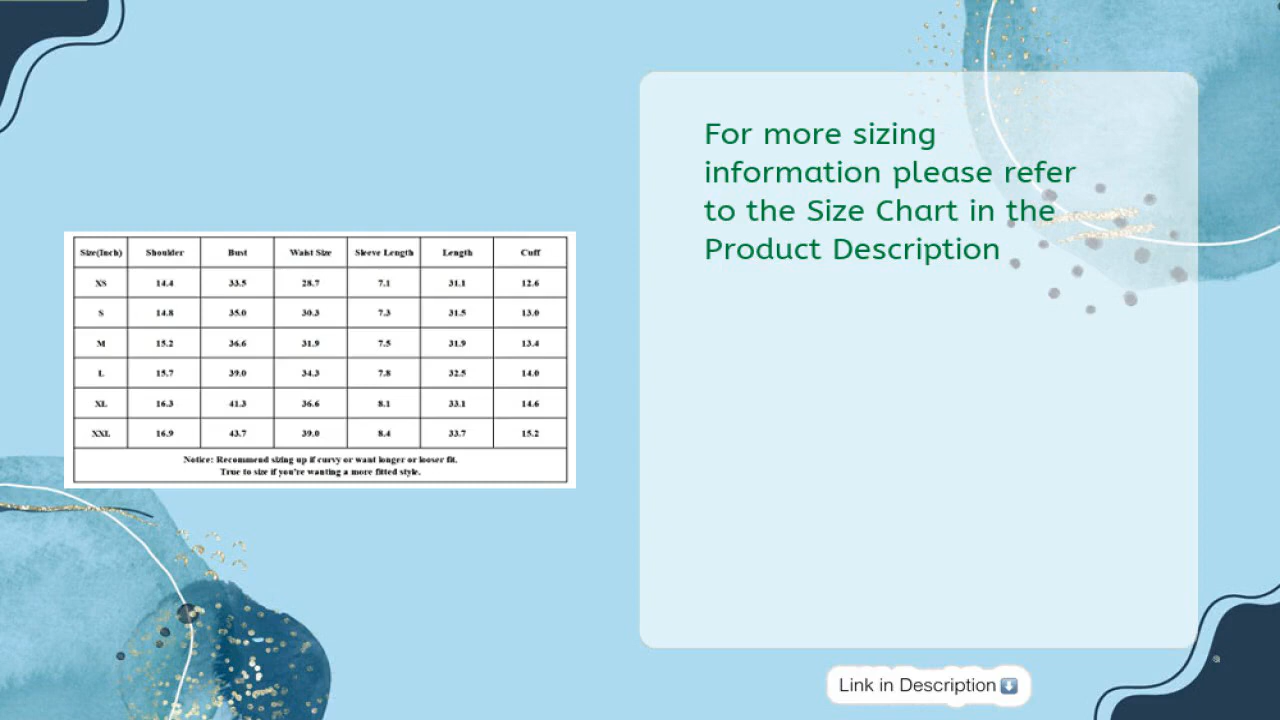 Size(Inch) Shoulder Bust Waist Size Sleeve Length Length Cuff
XS 14.4 33.5 28.7 7.1 31.1 12.6
S 14.8 35.0 30.3 7.3 31.5 13.0
M 15.2 36.6 31.9 7.5 31.9 13.4
L 15.7 39.0 34.3 7.8 32.5 14.0
XL 16.3 41.3 36.6 8.1 33.1 14.6
XXL 16.9 43.7 39.0 8.4 33.7 15.2
Notice: Recommend sizing up if curvy or want longer or looser fit.
True to size if you're wanting a more fitted style.
For more sizing
information please refer
to the Size Chart in the
Product Description
Link in Description